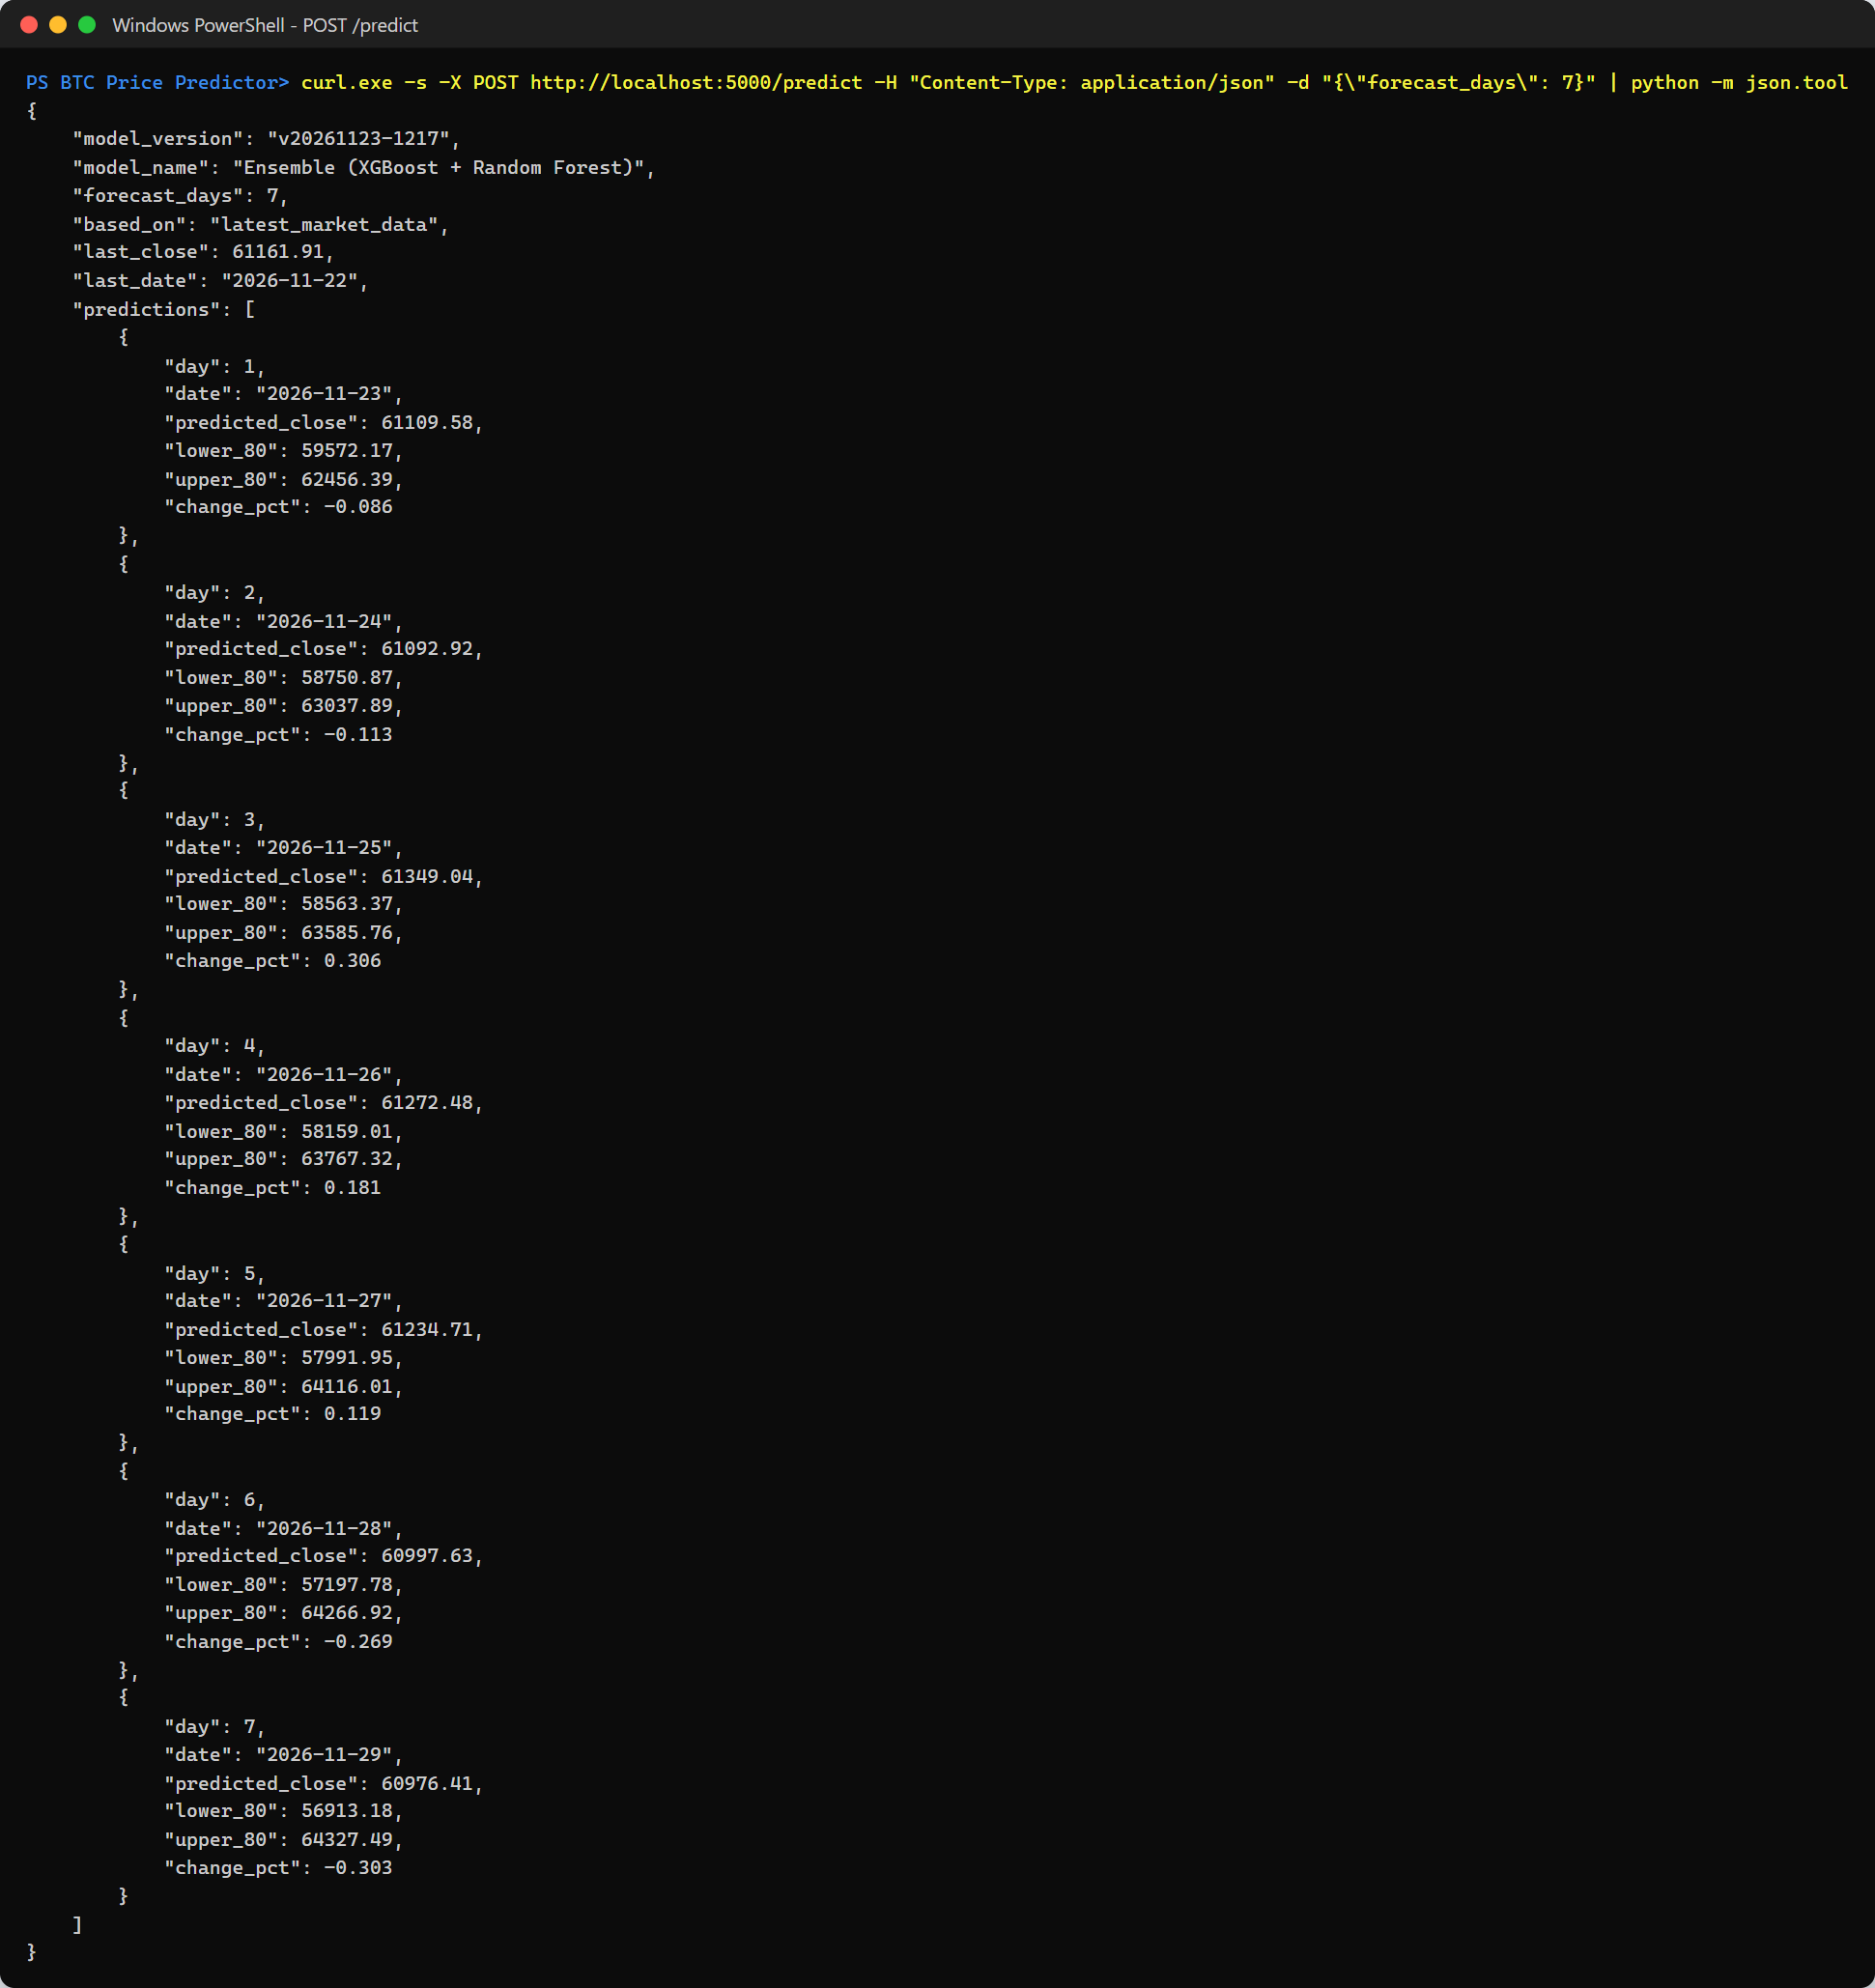 Windows PowerShell - POST /predict
PS BTC Price Predictor> curl.exe -s -X POST http://localhost:5000/predict -H "Content-Type: application/json" -d "{\"forecast_days\": 7}" | python -m json.tool
{
    "model_version": "v20261123-1217",
    "model_name": "Ensemble (XGBoost + Random Forest)",
    "forecast_days": 7,
    "based_on": "latest_market_data",
    "last_close": 61161.91,
    "last_date": "2026-11-22",
    "predictions": [
        {
            "day": 1,
            "date": "2026-11-23",
            "predicted_close": 61109.58,
            "lower_80": 59572.17,
            "upper_80": 62456.39,
            "change_pct": -0.086
        },
        {
            "day": 2,
            "date": "2026-11-24",
            "predicted_close": 61092.92,
            "lower_80": 58750.87,
            "upper_80": 63037.89,
            "change_pct": -0.113
        },
        {
            "day": 3,
            "date": "2026-11-25",
            "predicted_close": 61349.04,
            "lower_80": 58563.37,
            "upper_80": 63585.76,
            "change_pct": 0.306
        },
        {
            "day": 4,
            "date": "2026-11-26",
            "predicted_close": 61272.48,
            "lower_80": 58159.01,
            "upper_80": 63767.32,
            "change_pct": 0.181
        },
        {
            "day": 5,
            "date": "2026-11-27",
            "predicted_close": 61234.71,
            "lower_80": 57991.95,
            "upper_80": 64116.01,
            "change_pct": 0.119
        },
        {
            "day": 6,
            "date": "2026-11-28",
            "predicted_close": 60997.63,
            "lower_80": 57197.78,
            "upper_80": 64266.92,
            "change_pct": -0.269
        },
        {
            "day": 7,
            "date": "2026-11-29",
            "predicted_close": 60976.41,
            "lower_80": 56913.18,
            "upper_80": 64327.49,
            "change_pct": -0.303
        }
    ]
}